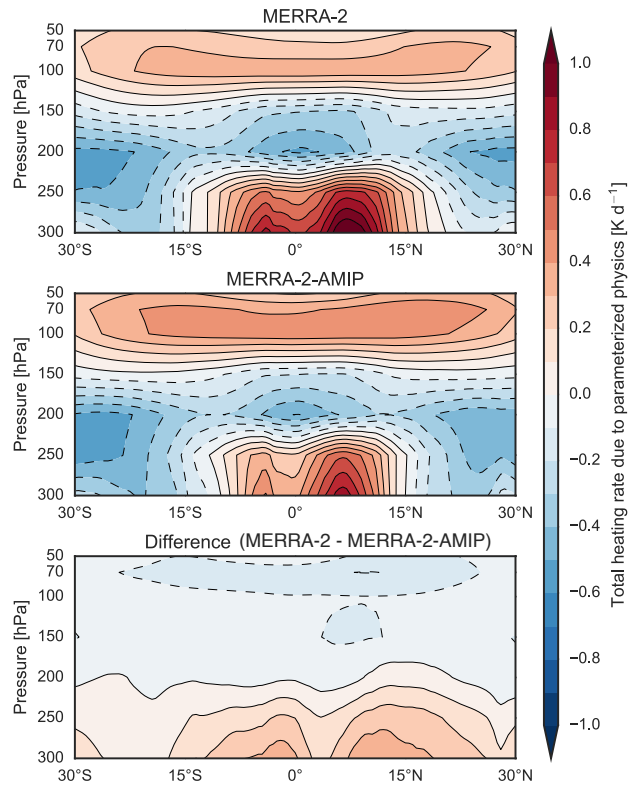 MERRA-2
50
70
100
150
200
250
300
Pressure [hPa]
30°S
15°S
0°
15°N
30°N
MERRA-2-AMIP
50
70
100
150
200
250
300
Pressure [hPa]
30°S
15°S
0°
15°N
30°N
Difference (MERRA-2 - MERRA-2-AMIP)
50
70
100
150
200
250
300
Pressure [hPa]
30°S
15°S
0°
15°N
30°N
1.0
0.8
0.6
0.4
0.2
0.0
−0.2
−0.4
−0.6
−0.8
−1.0
Total heating rate due to parameterized physics [K d⁻¹]